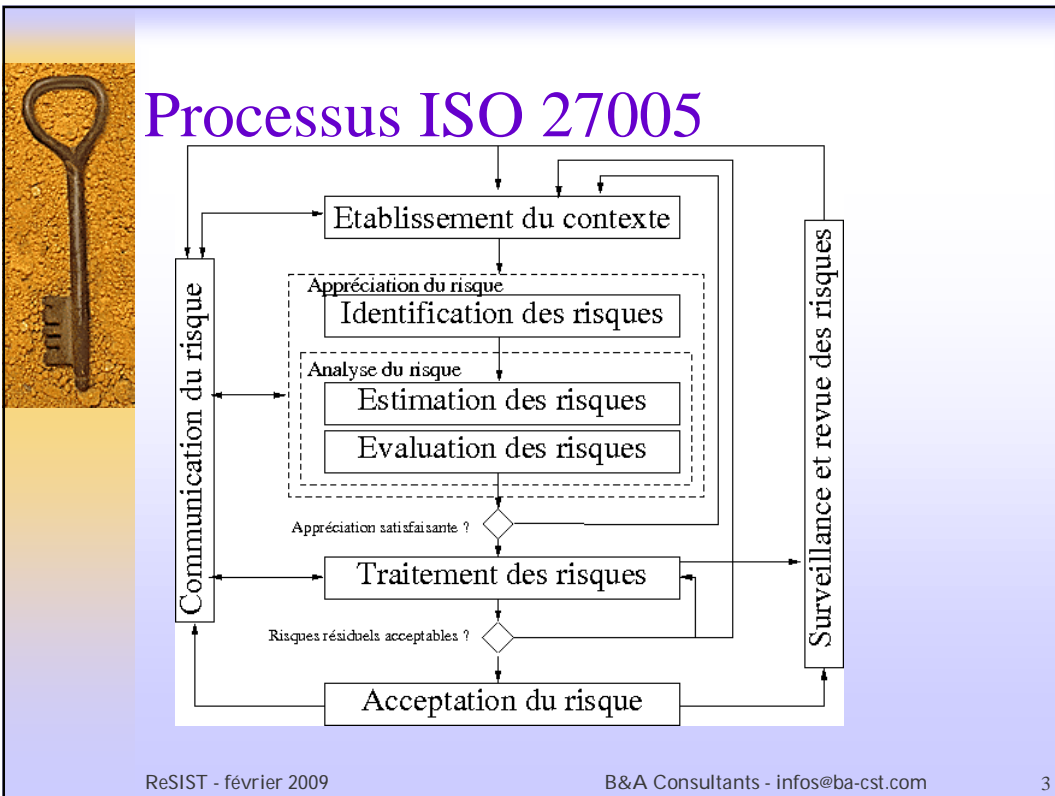 Processus ISO 27005
Etablissement du contexte
Appréciation du risque
Identification des risques
Analyse du risque
Estimation des risques
Evaluation des risques
Appréciation satisfaisante ?
Traitement des risques
Risques résiduels acceptables ?
Acceptation du risque
Communication du risque
Surveillance et revue des risques
ReSIST - février 2009
B&A Consultants - infos@ba-cst.com
3